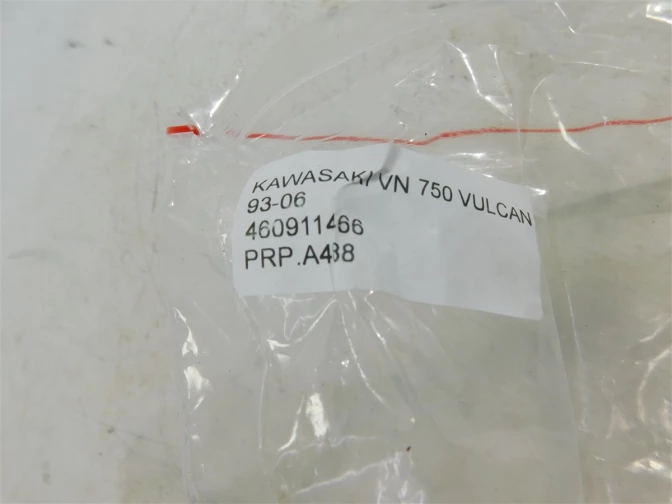 KAWASAKI VN 750 VULCAN
93-06
460911466
PRP.A438